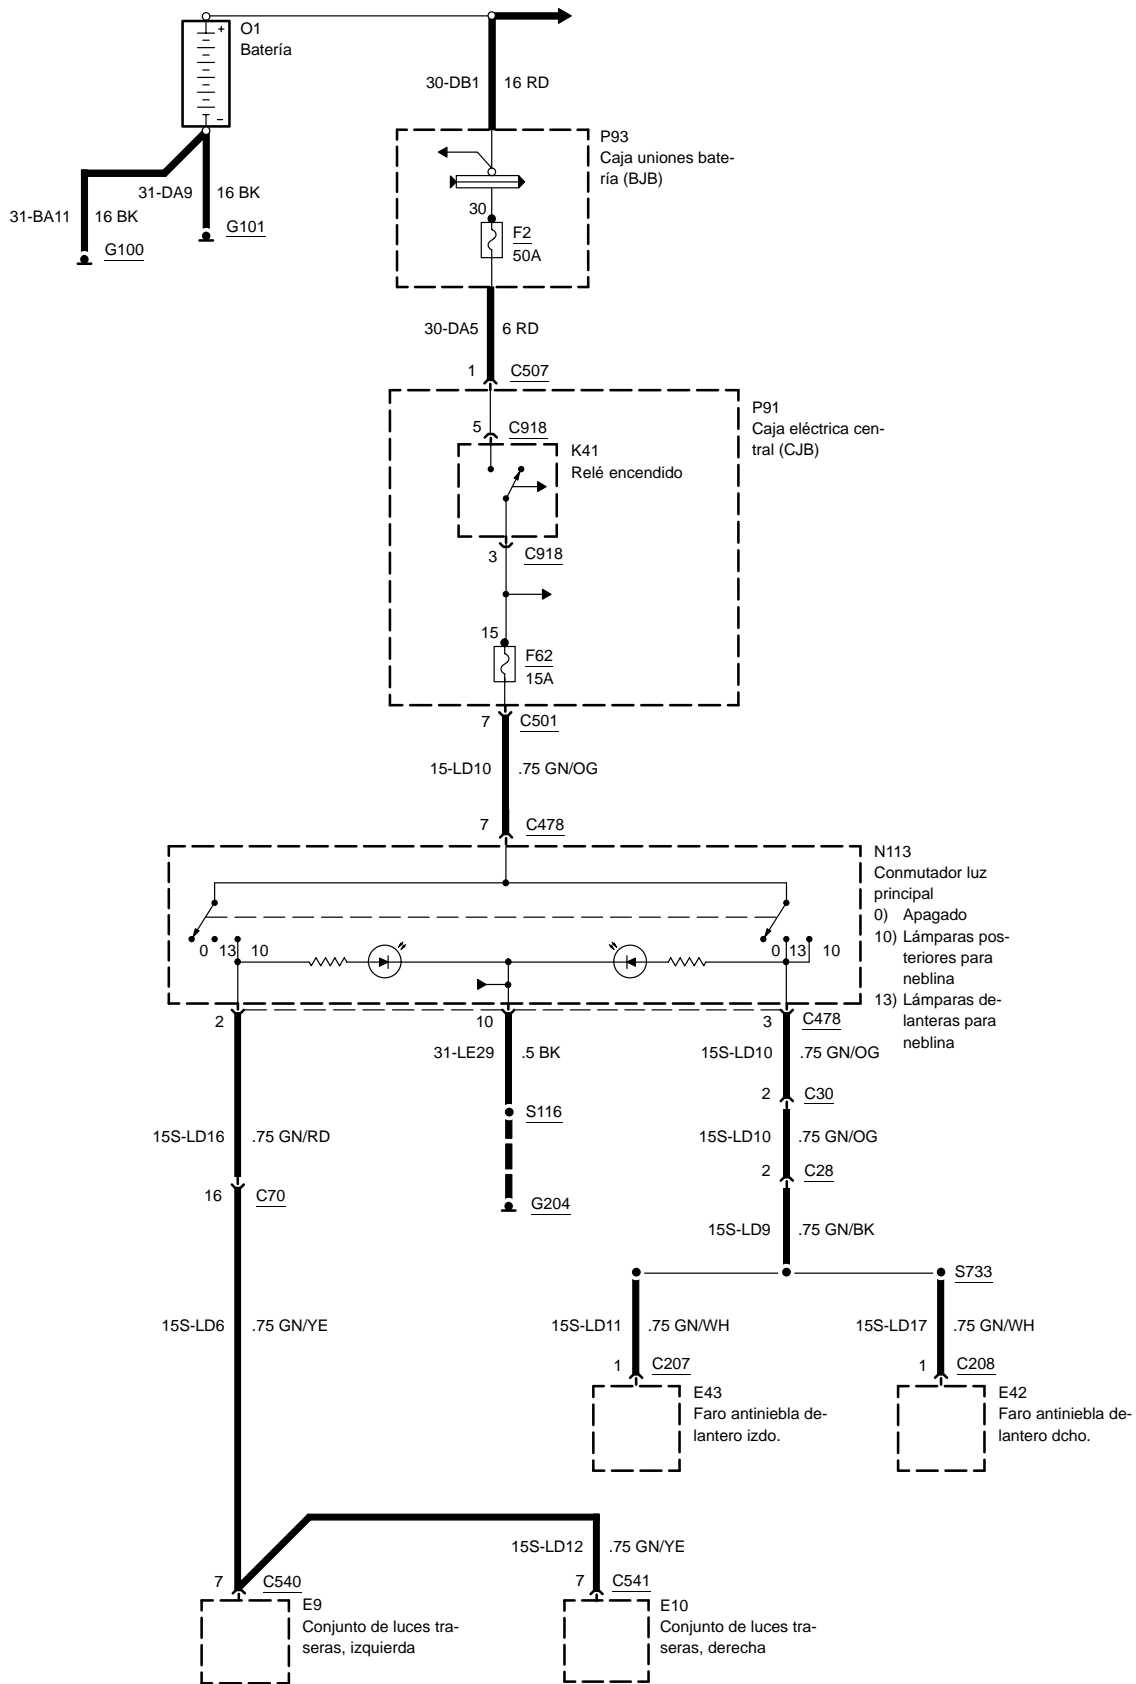 O1
Batería
+
−
30-DB1 16 RD
P93
Caja uniones bate-
ría (BJB)
31-DA9 16 BK
31-BA11 16 BK
G101
G100
30
F2
50A
30-DA5 6 RD
1 C507
P91
Caja eléctrica cen-
tral (CJB)
5 C918
K41
Relé encendido
3 C918
15
F62
15A
7 C501
15-LD10 .75 GN/OG
7 C478
N113
Conmutador luz
principal
0) Apagado
10) Lámparas pos-
teriores para
neblina
13) Lámparas de-
lanteras para
neblina
0 13 10
0 13 10
2 10 3 C478
31-LE29 .5 BK
15S-LD10 .75 GN/OG
2 C30
S116
15S-LD16 .75 GN/RD
15S-LD10 .75 GN/OG
2 C28
16 C70
G204
15S-LD9 .75 GN/BK
S733
15S-LD6 .75 GN/YE
15S-LD11 .75 GN/WH
15S-LD17 .75 GN/WH
1 C207
1 C208
E43
Faro antiniebla de-
lantero izdo.
E42
Faro antiniebla de-
lantero dcho.
15S-LD12 .75 GN/YE
7 C540
7 C541
E9
Conjunto de luces tra-
seras, izquierda
E10
Conjunto de luces tra-
seras, derecha